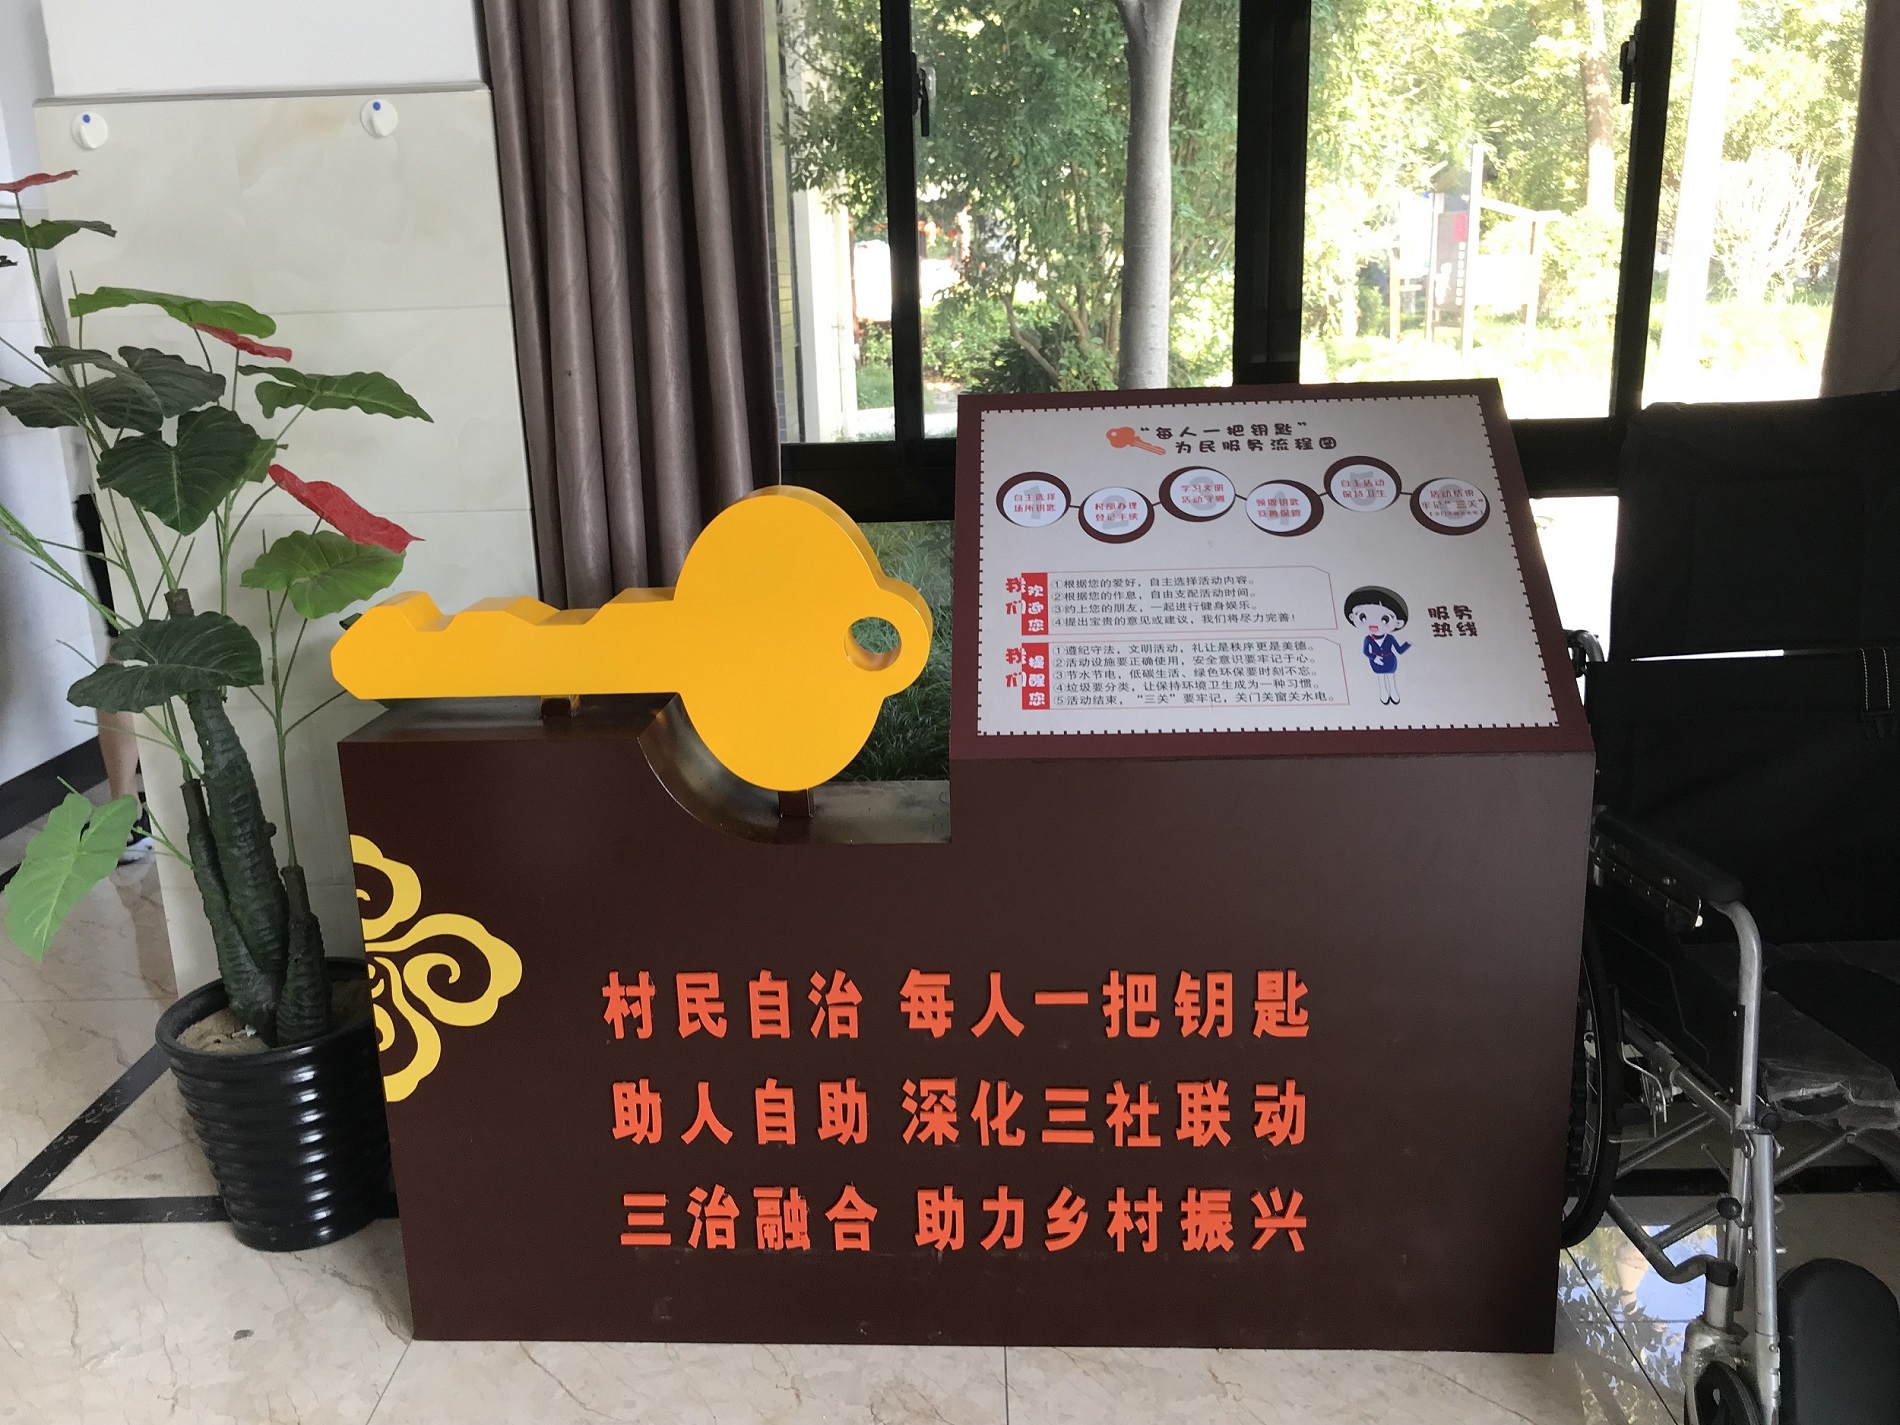 “每人一把钥匙”
为民服务流程图
自主选择
场所钥匙
村部办理
登记手续
学习文明
活动守则
领取钥匙
妥善保管
自主活动
保持卫生
活动结束
牢记“三关”
我们欢迎您
①根据您的爱好，自主选择活动内容。
②根据您的作息，自由支配活动时间。
③约上您的朋友，一起进行健身娱乐。
④提出宝贵的意见或建议，我们将尽力完善！
我们提醒您
①遵纪守法，文明活动，礼让是秩序更是美德。
②活动设施要正确使用，安全意识要牢记于心。
③节水节电，低碳生活、绿色环保要时刻不忘。
④垃圾要分类，让保持环境卫生成为一种习惯。
⑤活动结束，“三关”要牢记，关门关窗关水电。
服务
热线
村民自治 每人一把钥匙
助人自助 深化三社联动
三治融合 助力乡村振兴